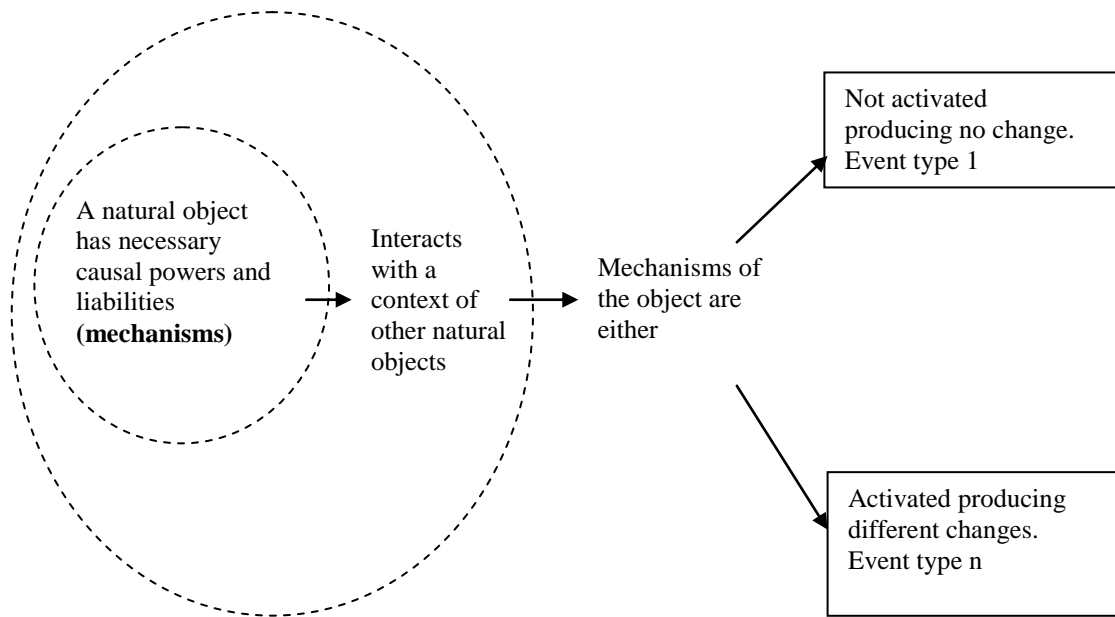 A natural object
has necessary
causal powers and
liabilities
(mechanisms)
Interacts
with a
context of
other natural
objects
Mechanisms of
the object are
either
Not activated
producing no change.
Event type 1
Activated producing
different changes.
Event type n